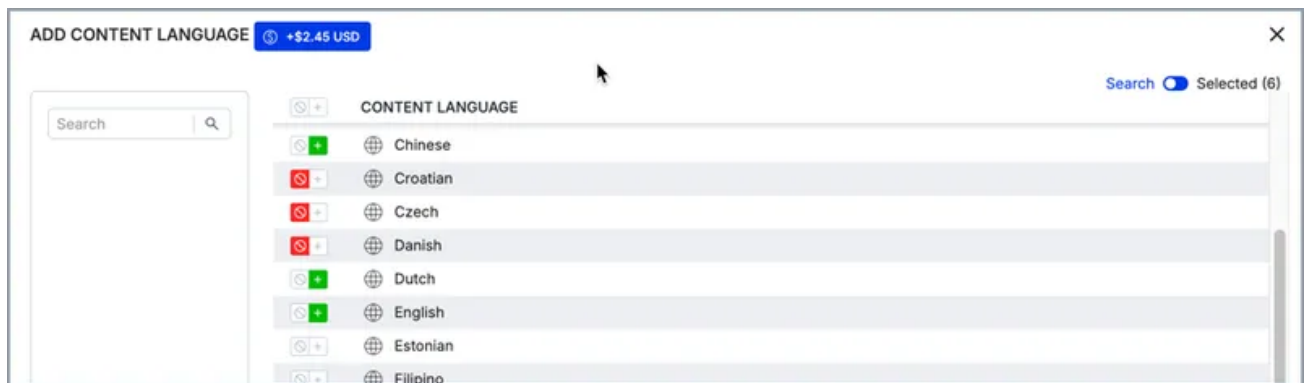 ADD CONTENT LANGUAGE +$2.45 USD
Search Selected (6)
Search
CONTENT LANGUAGE
Chinese
Croatian
Czech
Danish
Dutch
English
Estonian
Filipino